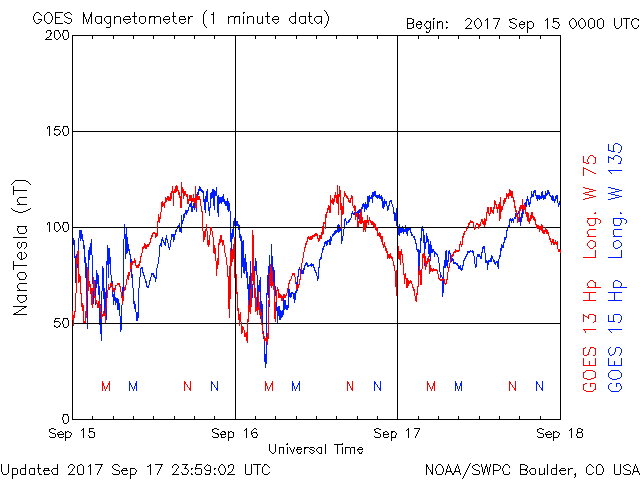 GOES Magnetometer (1 minute data)
Begin: 2017 Sep 15 0000 UTC
200
150
100
50
0
NanoTesla (nT)
M M N N M M N N M M N N
Sep 15 Sep 16 Sep 17 Sep 18
Universal Time
GOES 13 Hp Long. W 75
GOES 15 Hp Long. W 135
Updated 2017 Sep 17 23:59:02 UTC
NOAA/SWPC Boulder, CO USA